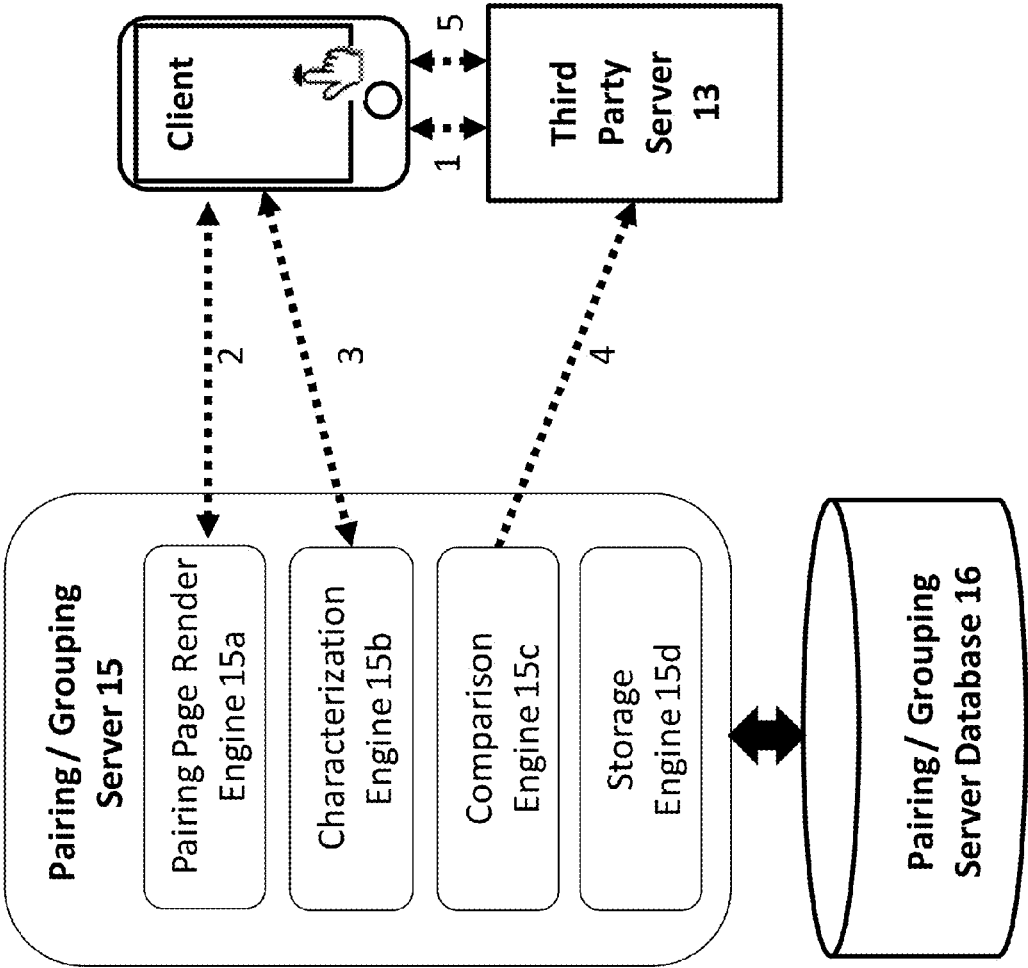 Pairing / Grouping
Server 15
Pairing Page Render
Engine 15a
Characterization
Engine 15b
Comparison
Engine 15c
Storage
Engine 15d
Pairing / Grouping
Server Database 16
2
3
4
Client
1
5
Third
Party
Server
13